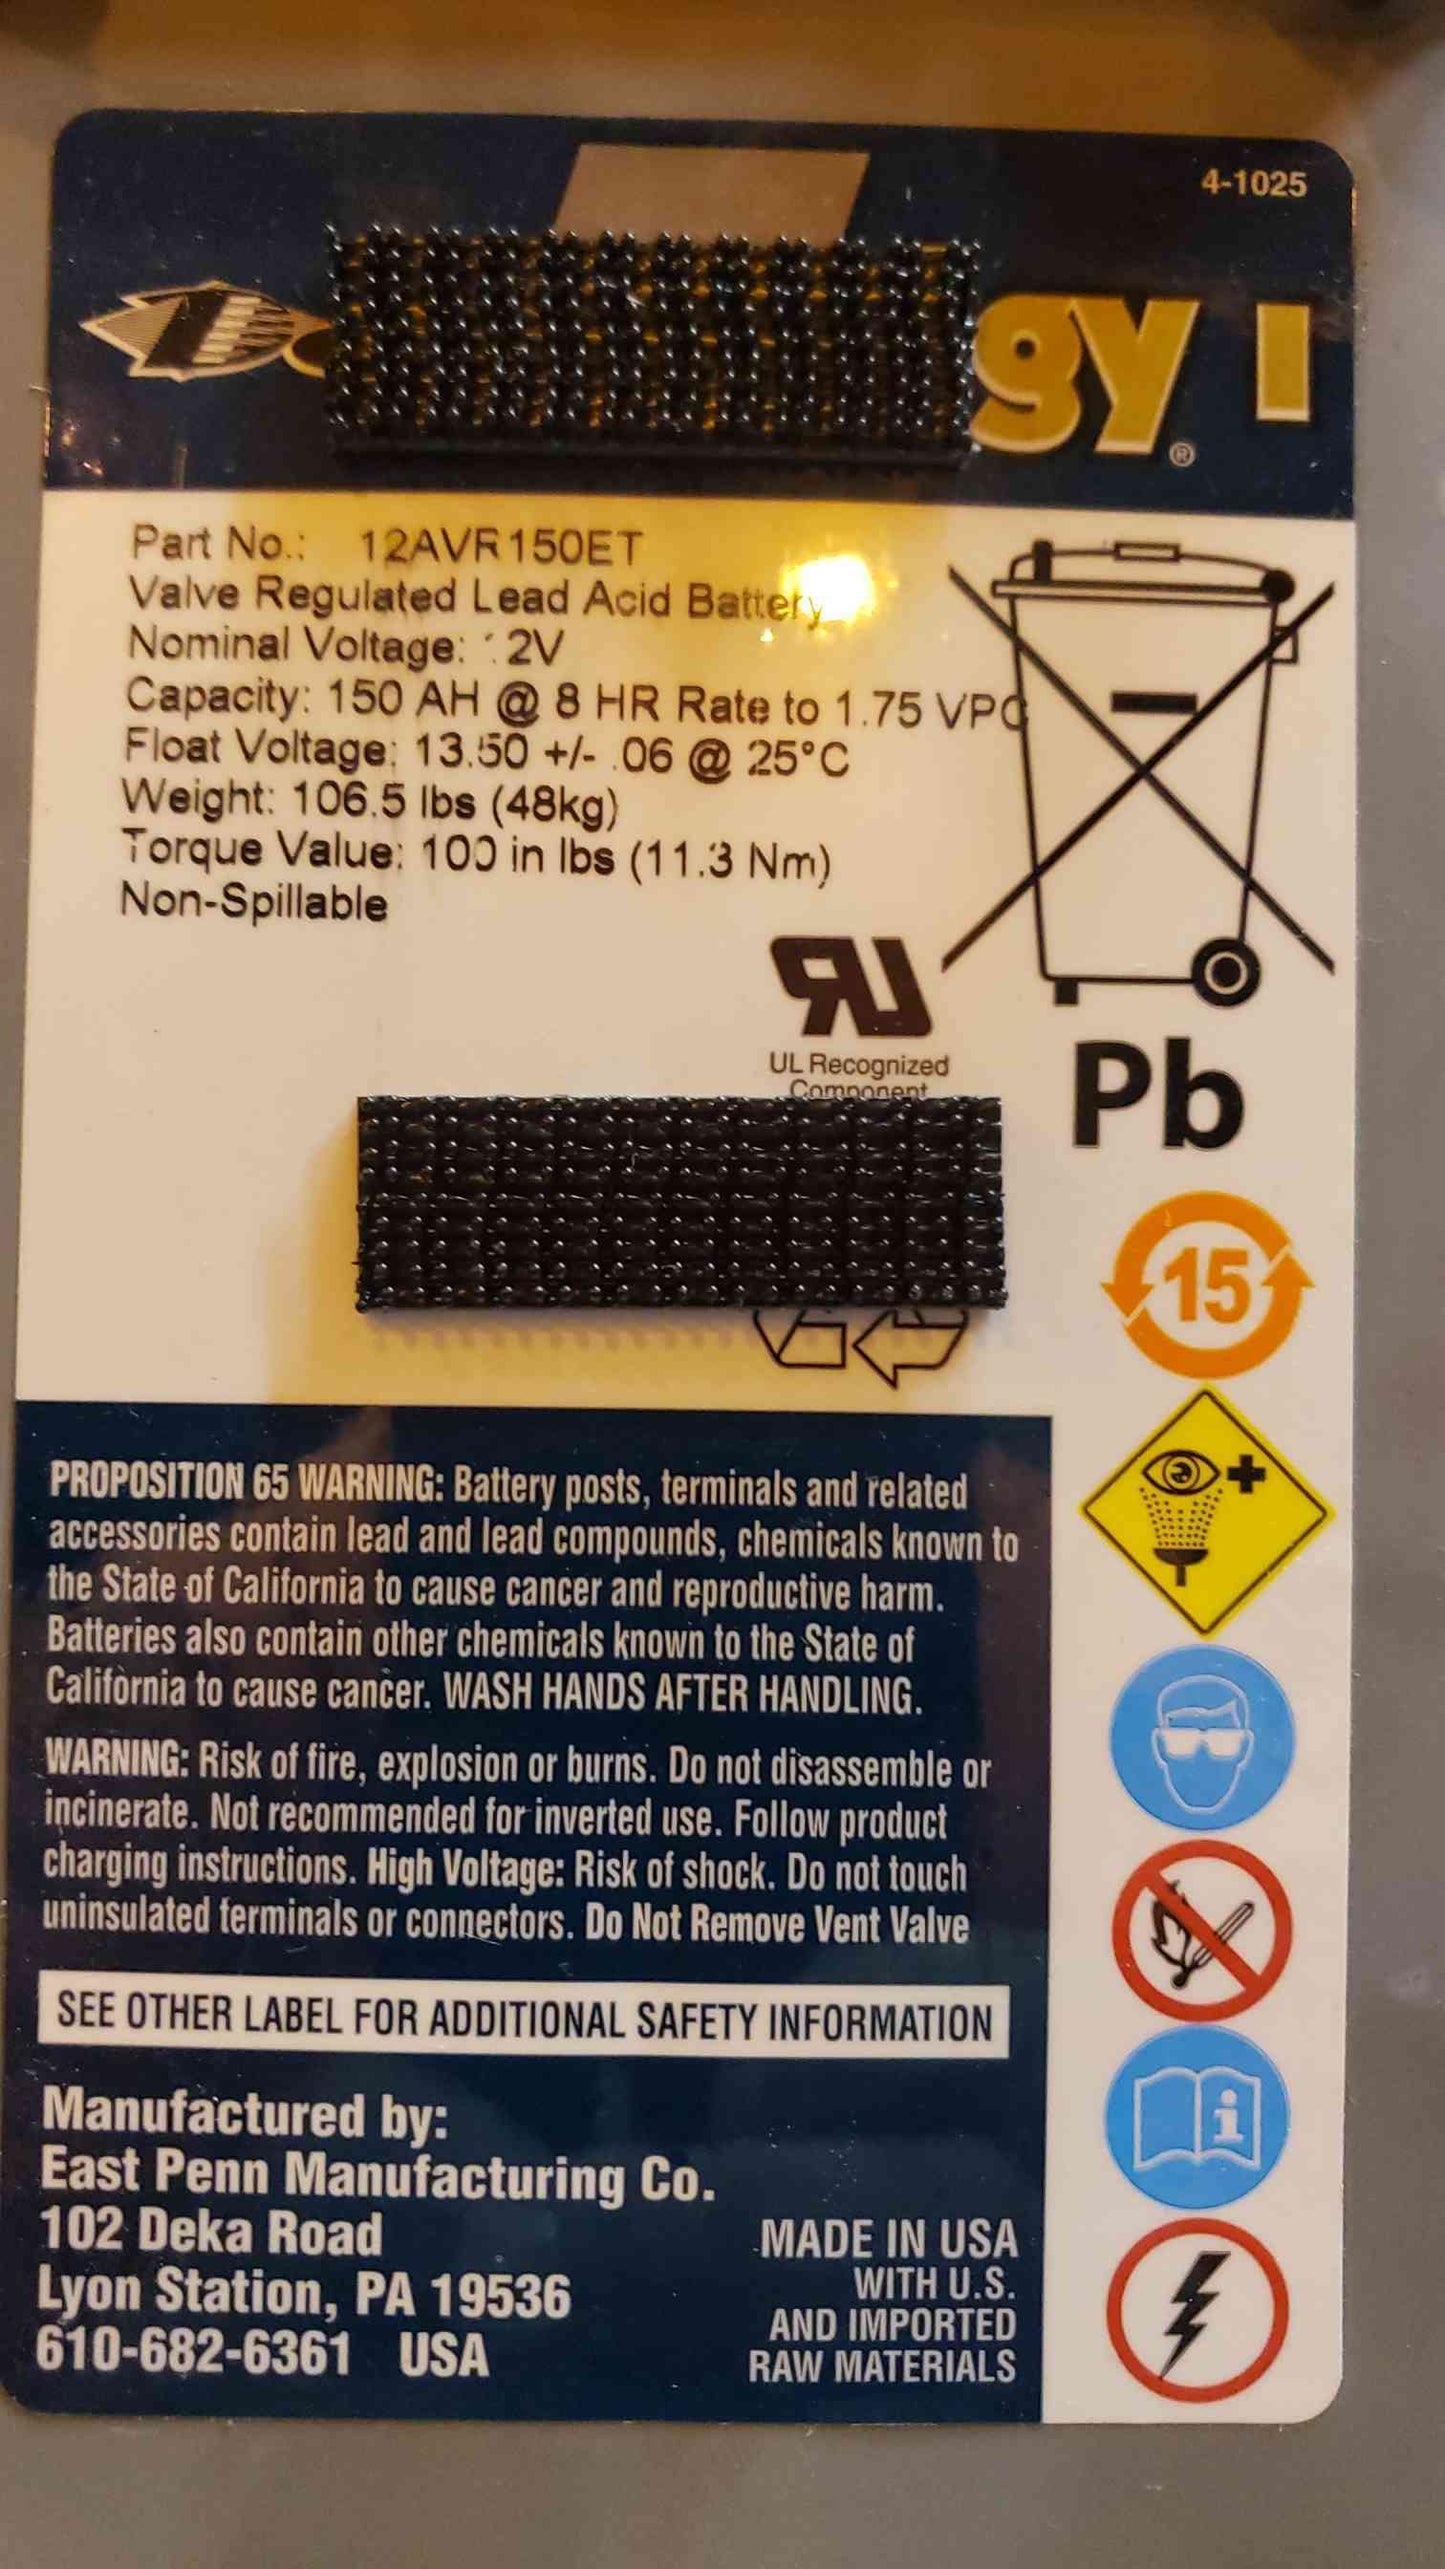 4-1025
gy I
®
Part No.: 12AVR150ET
Valve Regulated Lead Acid Battery
Nominal Voltage: 12V
Capacity: 150 AH @ 8 HR Rate to 1.75 VPC
Float Voltage: 13.50 +/- .06 @ 25°C
Weight: 106.5 lbs (48kg)
Torque Value: 100 in lbs (11.3 Nm)
Non-Spillable
UL Recognized
Component
Pb
15
PROPOSITION 65 WARNING: Battery posts, terminals and related
accessories contain lead and lead compounds, chemicals known to
the State of California to cause cancer and reproductive harm.
Batteries also contain other chemicals known to the State of
California to cause cancer. WASH HANDS AFTER HANDLING.
WARNING: Risk of fire, explosion or burns. Do not disassemble or
incinerate. Not recommended for inverted use. Follow product
charging instructions. High Voltage: Risk of shock. Do not touch
uninsulated terminals or connectors. Do Not Remove Vent Valve
SEE OTHER LABEL FOR ADDITIONAL SAFETY INFORMATION
Manufactured by:
East Penn Manufacturing Co.
102 Deka Road
Lyon Station, PA 19536
610-682-6361 USA
MADE IN USA
WITH U.S.
AND IMPORTED
RAW MATERIALS